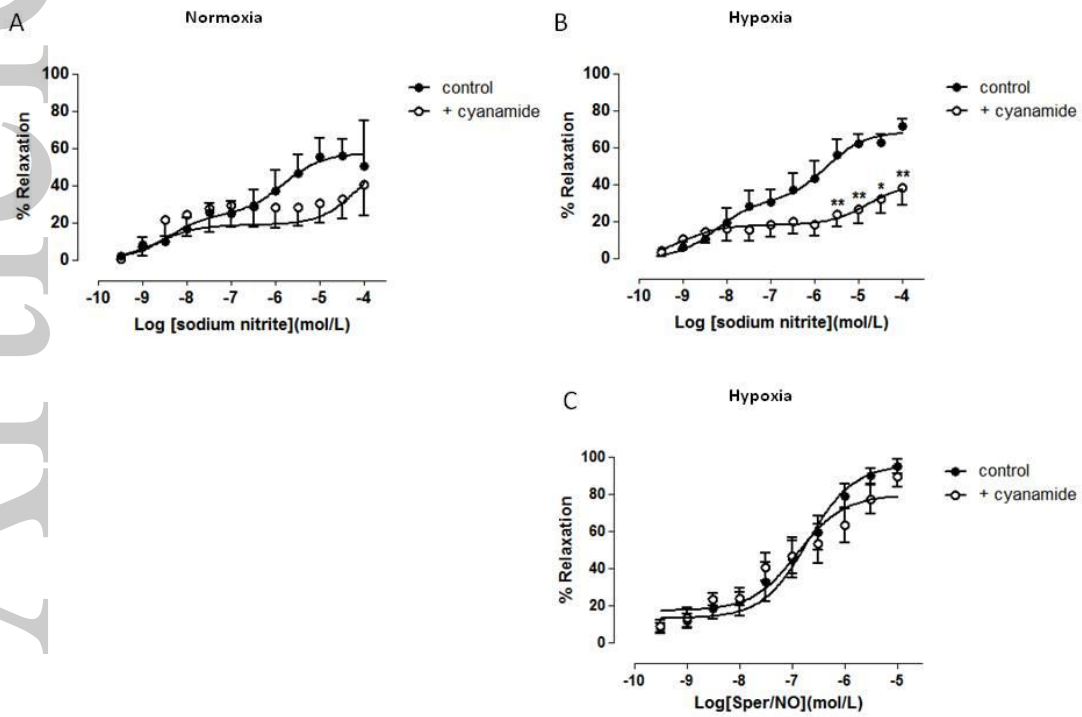 A
Normoxia
100
80
60
40
20
0
% Relaxation
-10 -9 -8 -7 -6 -5 -4
Log [sodium nitrite](mol/L)
control
+ cyanamide
B
Hypoxia
100
80
60
40
20
0
% Relaxation
** ** * **
-10 -9 -8 -7 -6 -5 -4
Log [sodium nitrite](mol/L)
control
+ cyanamide
C
Hypoxia
100
80
60
40
20
0
% Relaxation
-10 -9 -8 -7 -6 -5
Log[Sper/NO](mol/L)
control
+ cyanamide